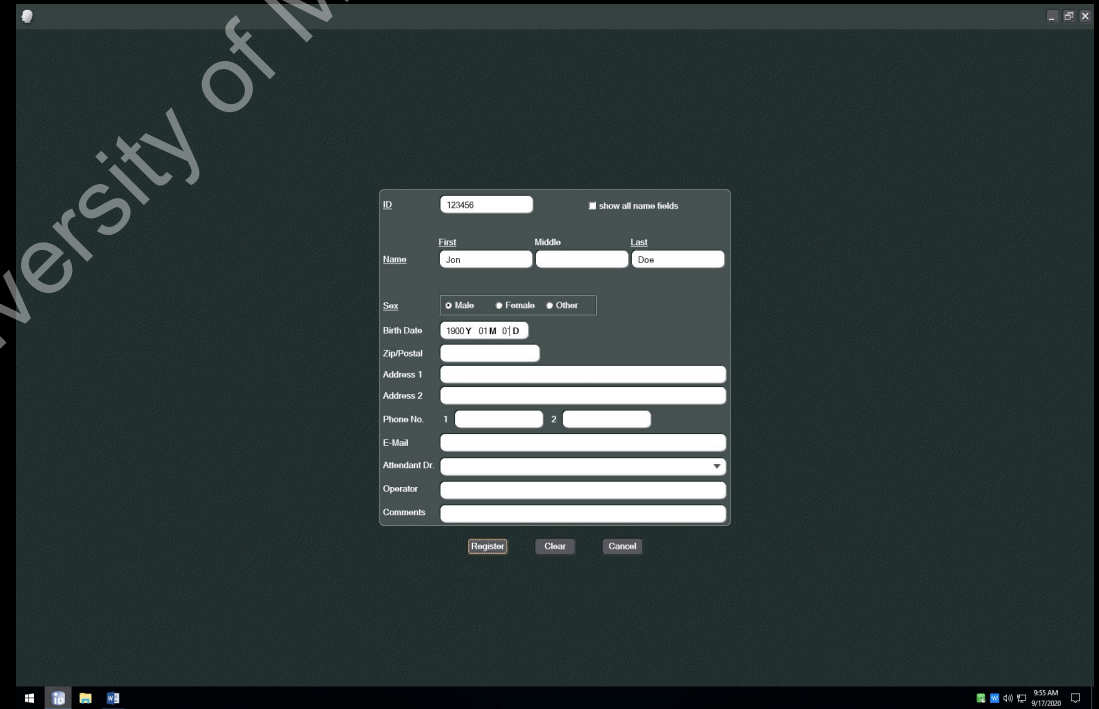 ersity of M
ID 123456 show all name fields
First Middle Last
Name Jon Doe
Sex Male Female Other
Birth Date 1900 Y 01 M 01 D
Zip/Postal
Address 1
Address 2
Phone No. 1 2
E-Mail
Attendant Dr.
Operator
Comments
Register Clear Cancel
9:55 AM
9/17/2020